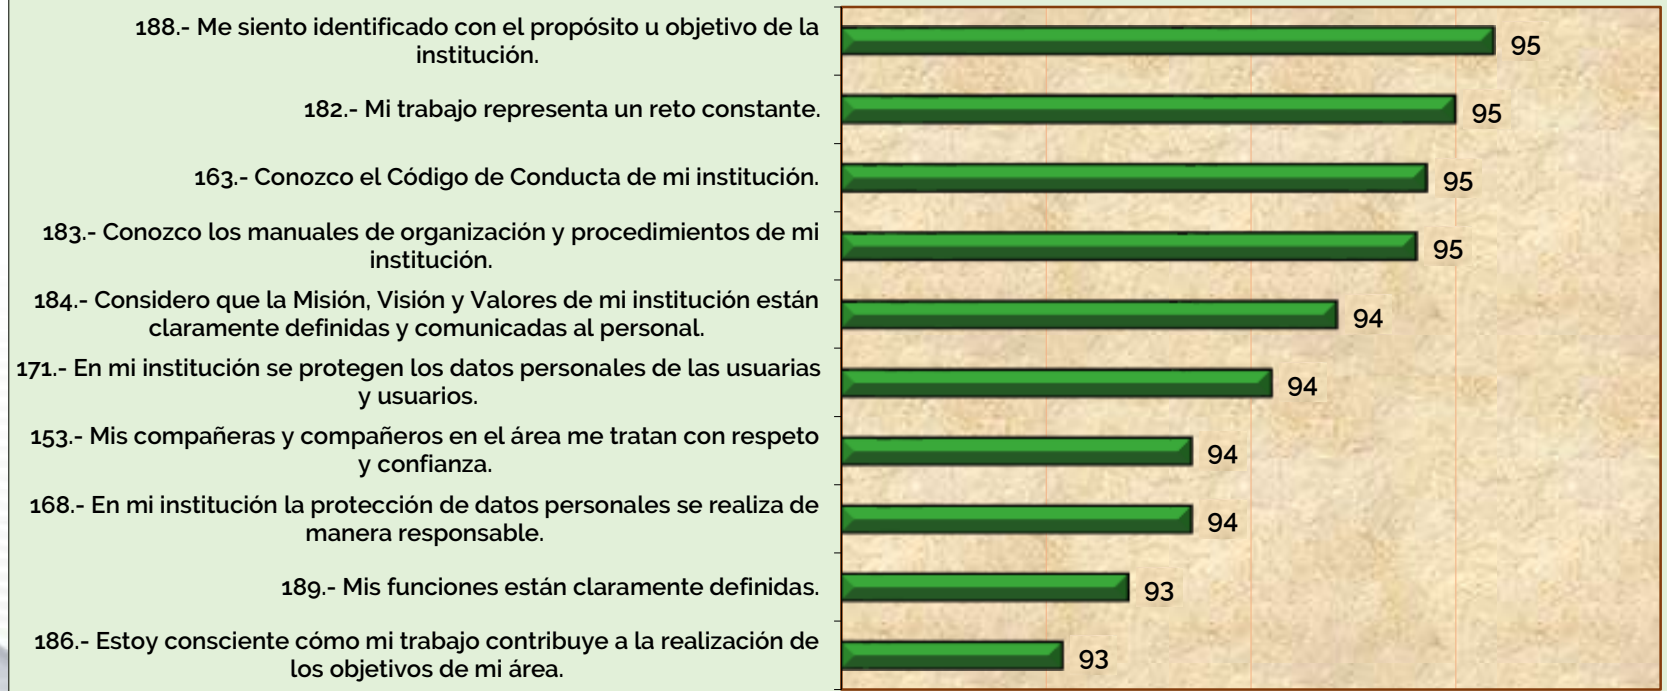 188.- Me siento identificado con el propósito u objetivo de la
institución.
95
182.- Mi trabajo representa un reto constante.
95
163.- Conozco el Código de Conducta de mi institución.
95
183.- Conozco los manuales de organización y procedimientos de mi
institución.
95
184.- Considero que la Misión, Visión y Valores de mi institución están
claramente definidas y comunicadas al personal.
94
171.- En mi institución se protegen los datos personales de las usuarias
y usuarios.
94
153.- Mis compañeras y compañeros en el área me tratan con respeto
y confianza.
94
168.- En mi institución la protección de datos personales se realiza de
manera responsable.
94
189.- Mis funciones están claramente definidas.
93
186.- Estoy consciente cómo mi trabajo contribuye a la realización de
los objetivos de mi área.
93